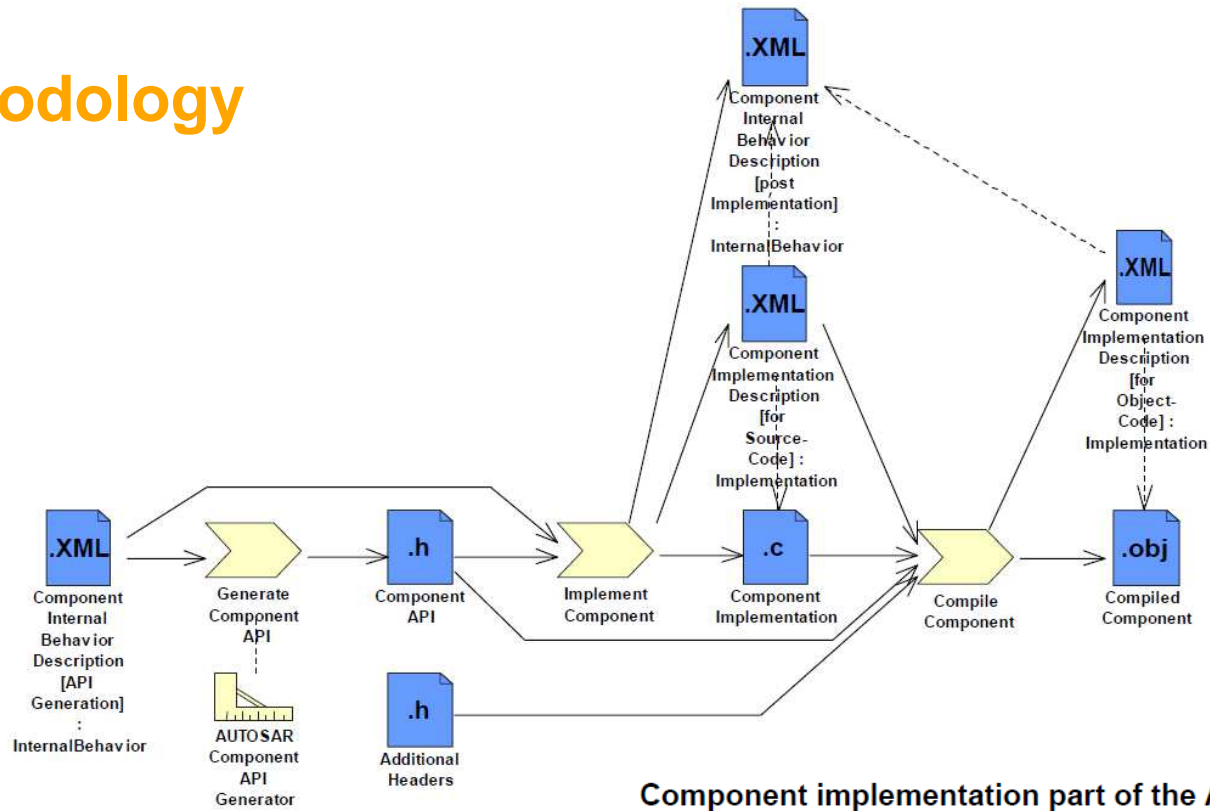 odology
.XML
Component
Internal
Behavior
Description
[post
Implementation]
:
InternalBehavior
.XML
Component
Implementation
Description
[for
Source-
Code] :
Implementation
.XML
Component
Implementation
Description
[for
Object-
Code] :
Implementation
.XML
Component
Internal
Behavior
Description
[API
Generation]
:
InternalBehavior
Generate
Component
API
.h
Component
API
Implement
Component
.c
Component
Implementation
Compile
Component
.obj
Compiled
Component
AUTOSAR
Component
API
Generator
.h
Additional
Headers
Component implementation part of the A